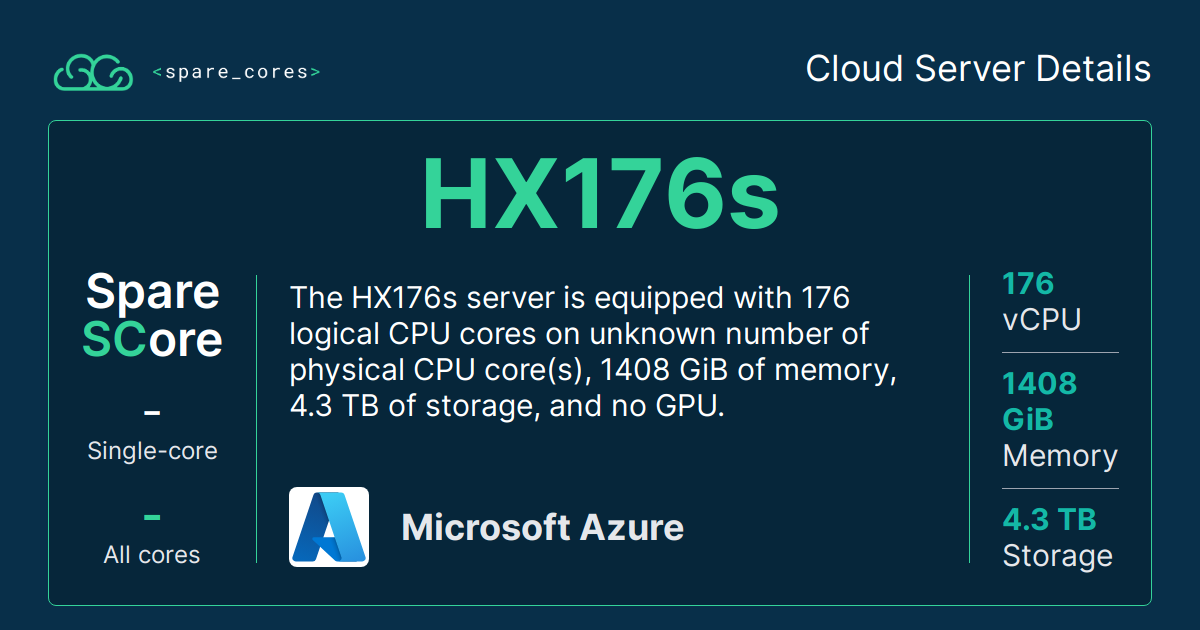 <spare_cores>
Cloud Server Details
HX176s
Spare
SCore
–
Single-core
–
All cores
The HX176s server is equipped with 176
logical CPU cores on unknown number of
physical CPU core(s), 1408 GiB of memory,
4.3 TB of storage, and no GPU.
Microsoft Azure
176
vCPU
1408
GiB
Memory
4.3 TB
Storage